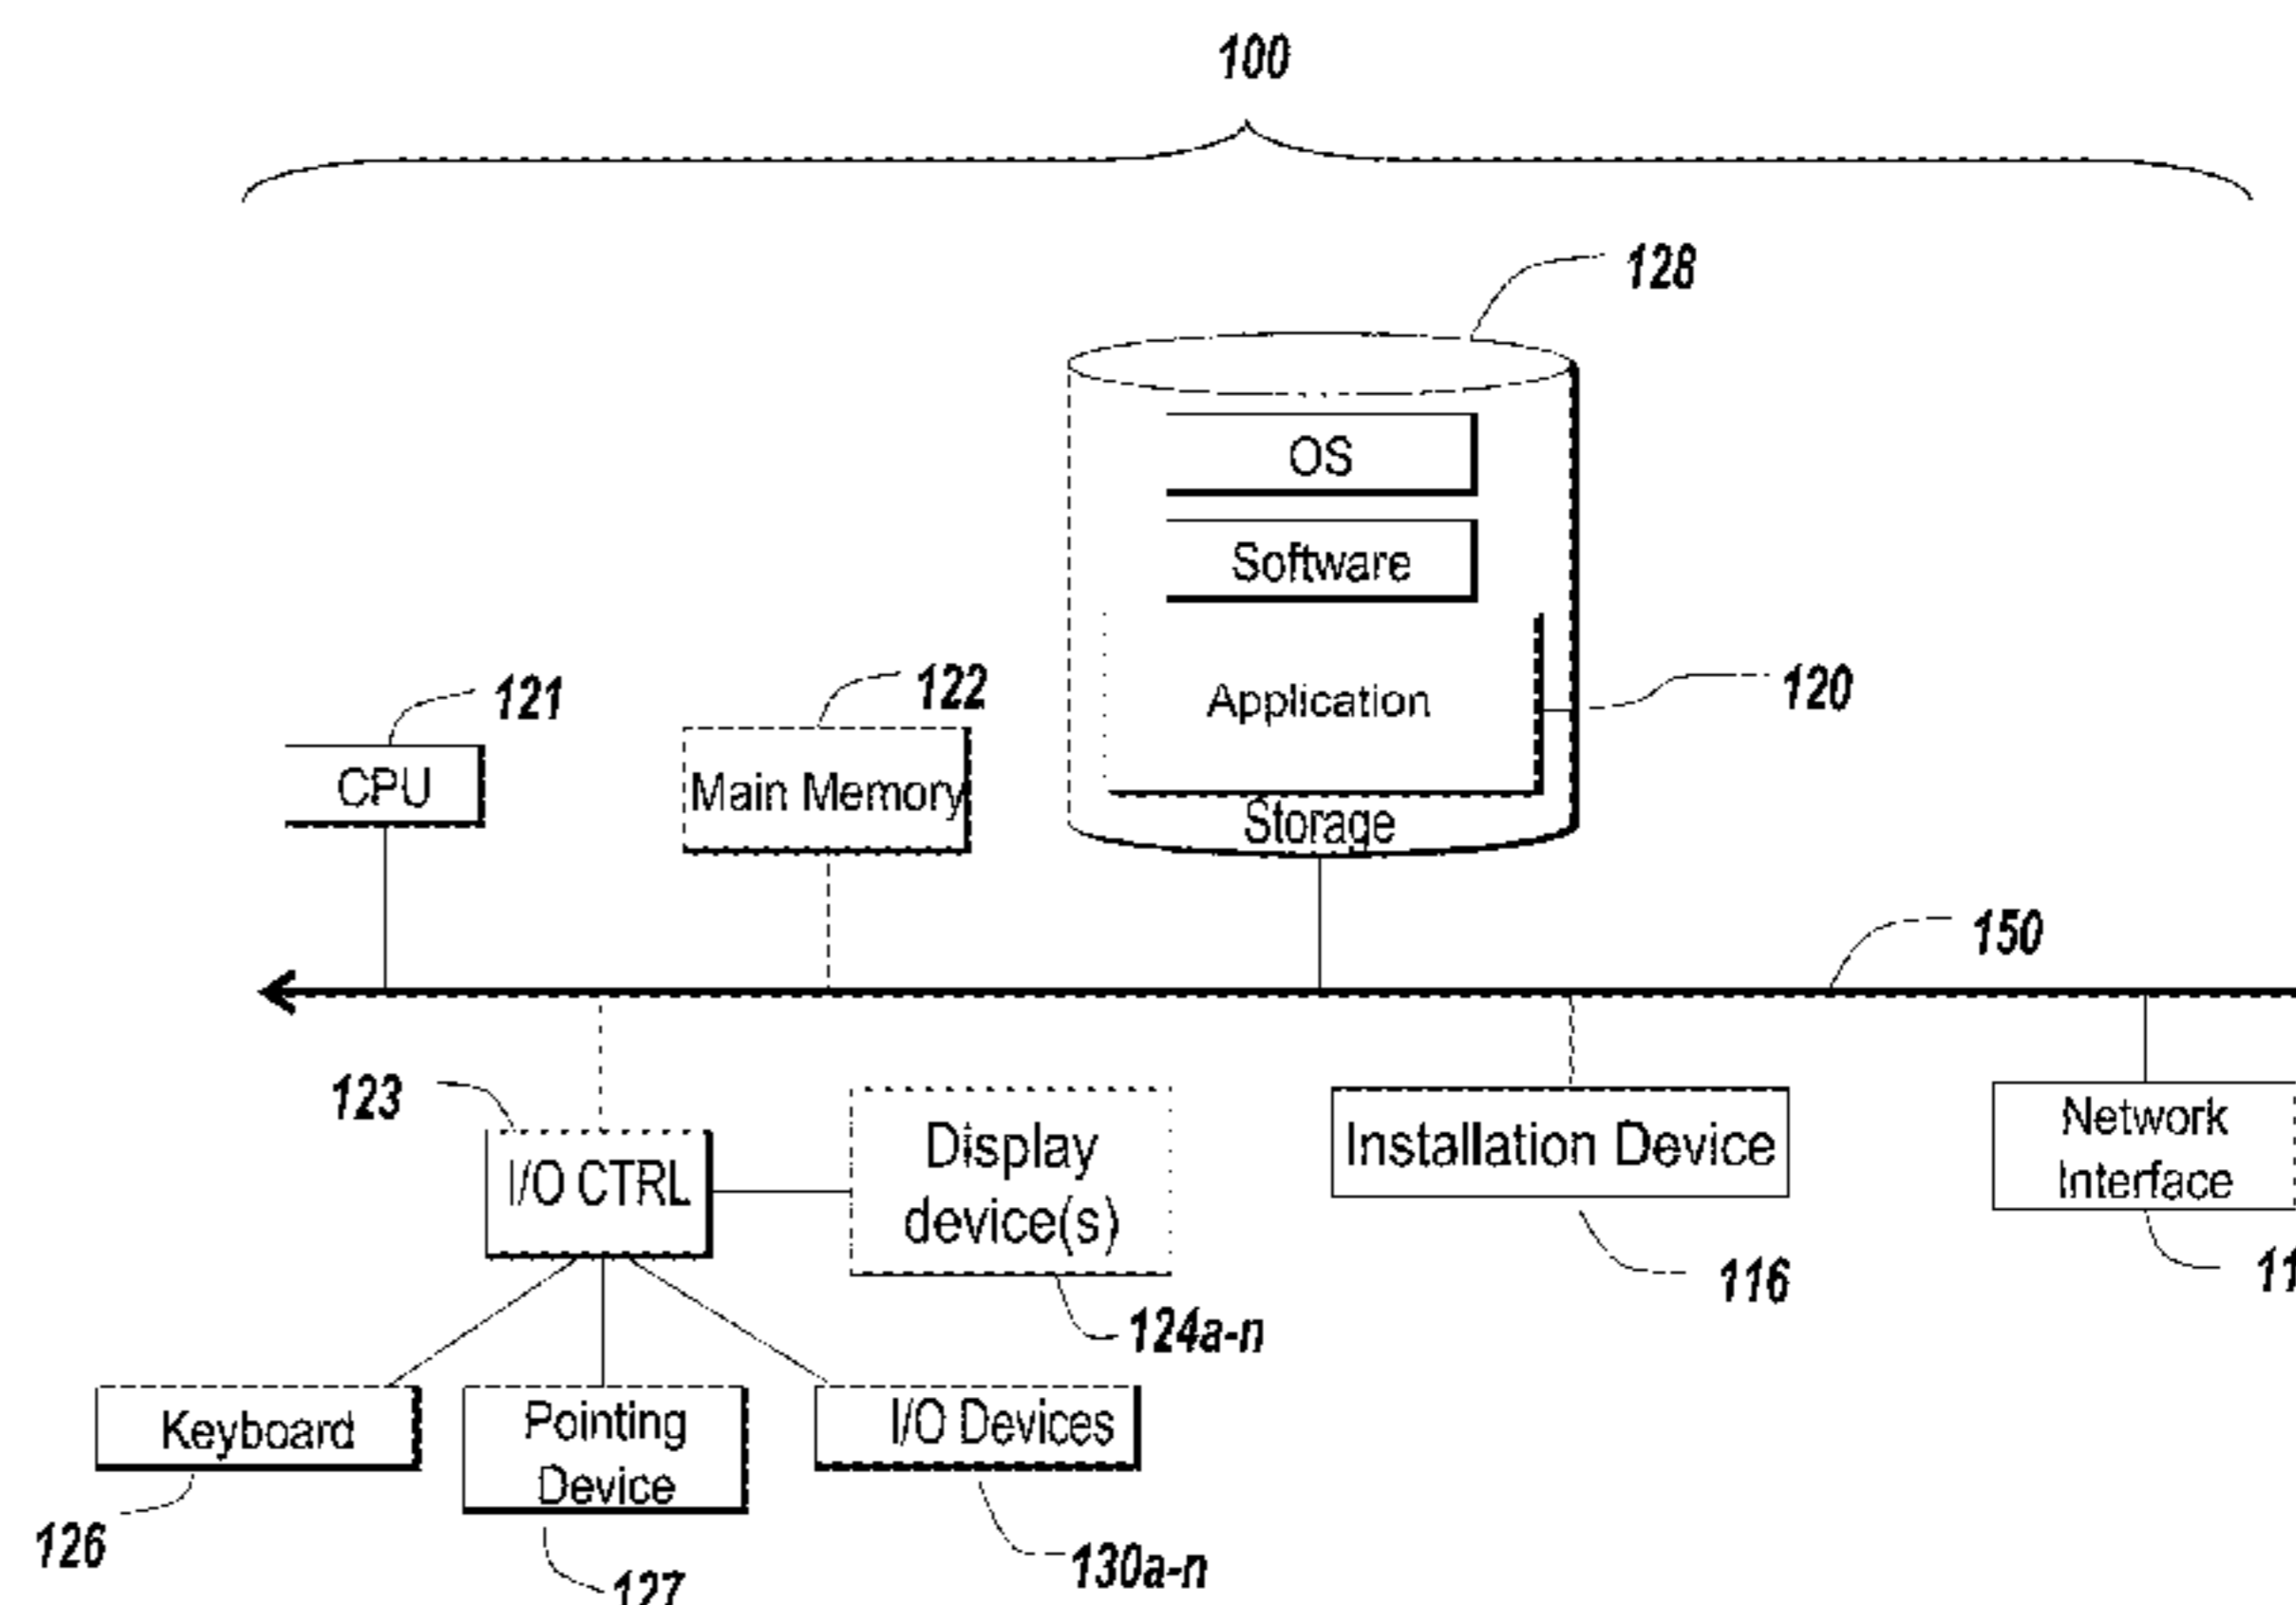 100
128
OS
Software
Application
120
Storage
121
CPU
122
Main Memory
150
123
I/O CTRL
Display
device(s)
124a-n
Installation Device
116
Network
Interface
Keyboard
126
Pointing
Device
127
I/O Devices
130a-n